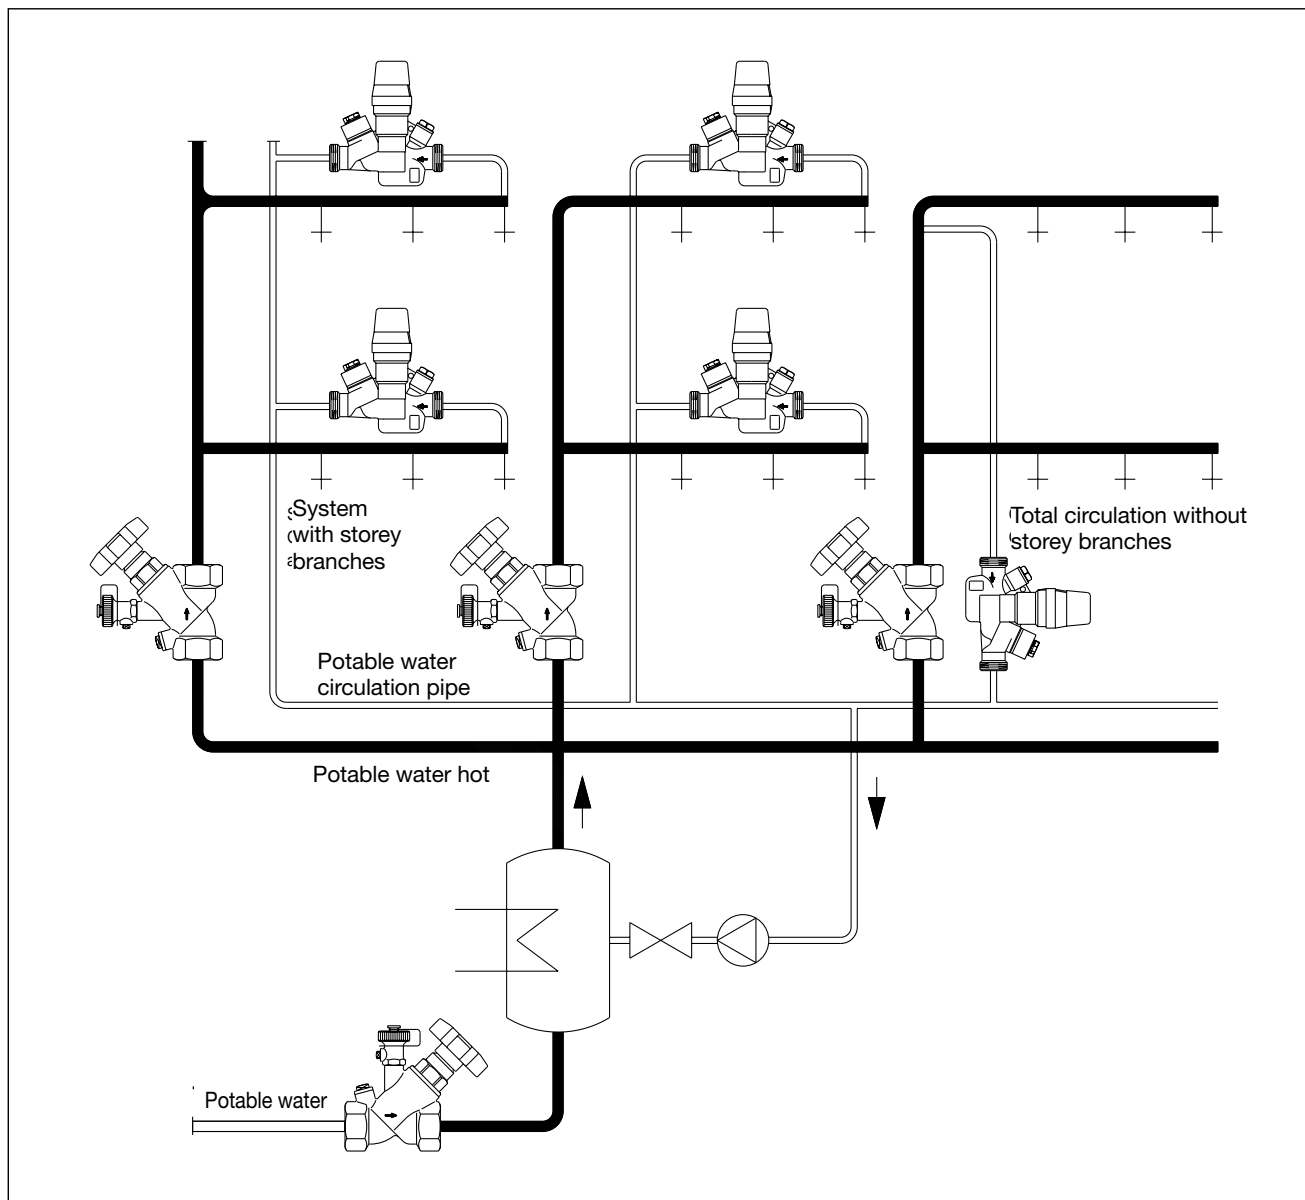 System
with storey
branches
Total circulation without
storey branches
Potable water
circulation pipe
Potable water hot
Potable water